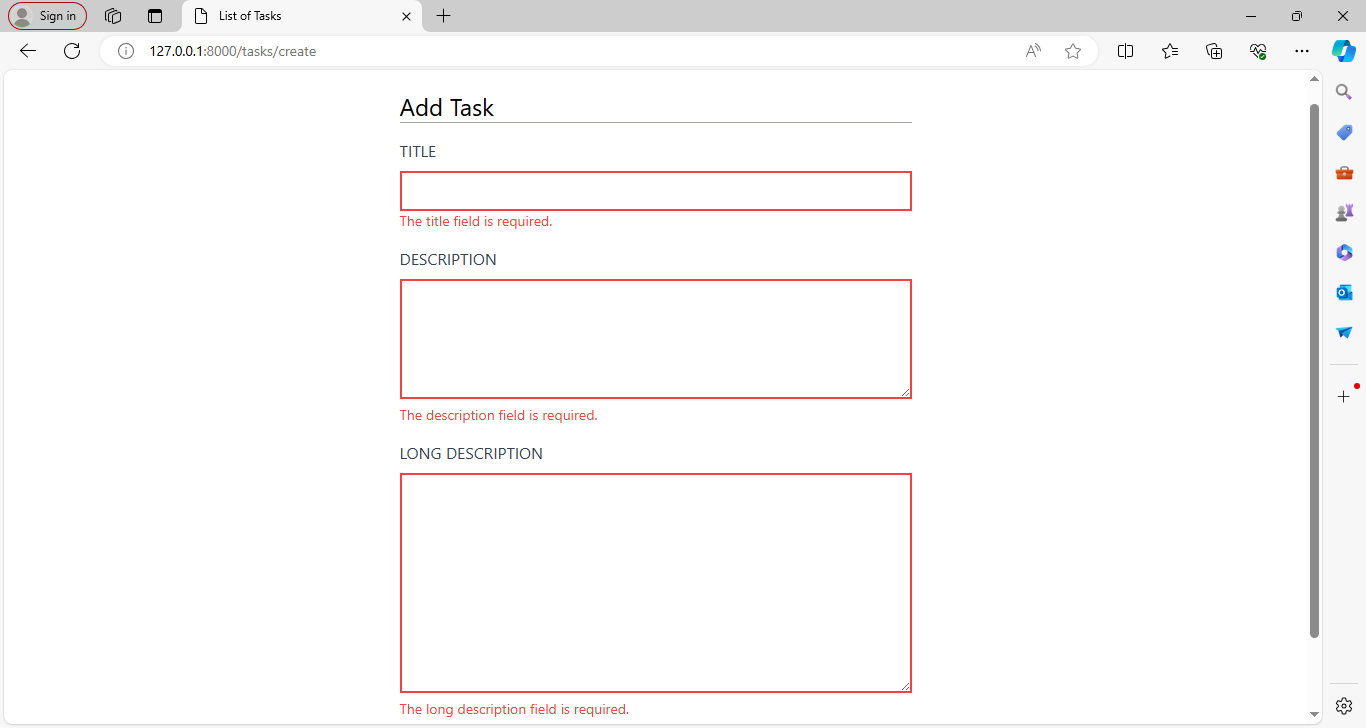 Sign in
List of Tasks
127.0.0.1:8000/tasks/create
Add Task
TITLE
The title field is required.
DESCRIPTION
The description field is required.
LONG DESCRIPTION
The long description field is required.